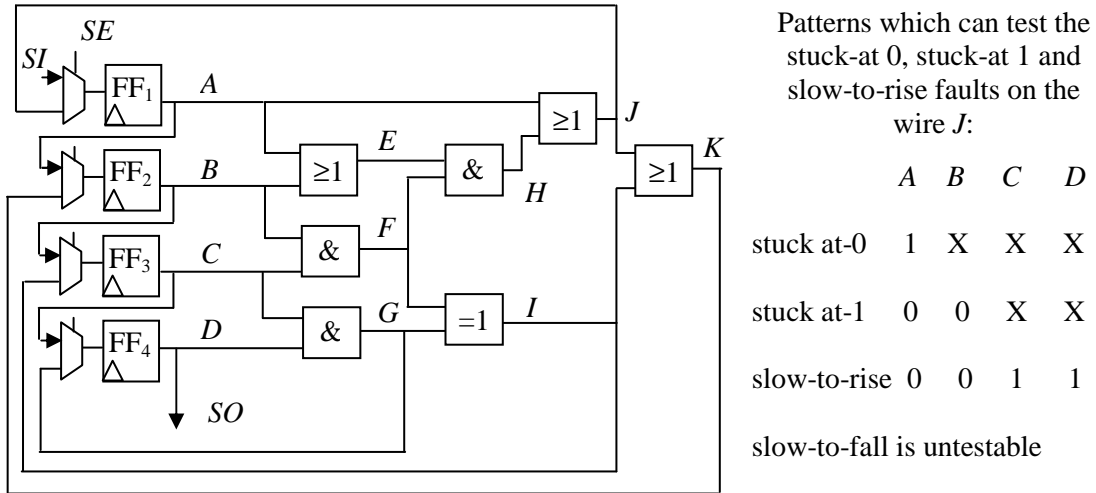 SE
SI
FF1
A
≥1
J
K
FF2
B
≥1
E
&
≥1
H
FF3
C
&
F
G
=1
I
FF4
D
&
SO
Patterns which can test the
stuck-at 0, stuck-at 1 and
slow-to-rise faults on the
wire J:
A B C D
stuck at-0 1 X X X
stuck at-1 0 0 X X
slow-to-rise 0 0 1 1
slow-to-fall is untestable